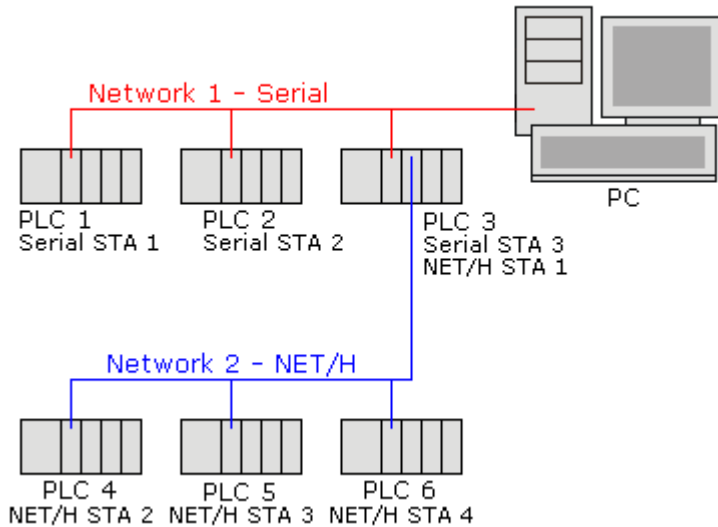 Network 1 - Serial
PC
PLC 1
Serial STA 1
PLC 2
Serial STA 2
PLC 3
Serial STA 3
NET/H STA 1
Network 2 - NET/H
PLC 4
NET/H STA 2
PLC 5
NET/H STA 3
PLC 6
NET/H STA 4